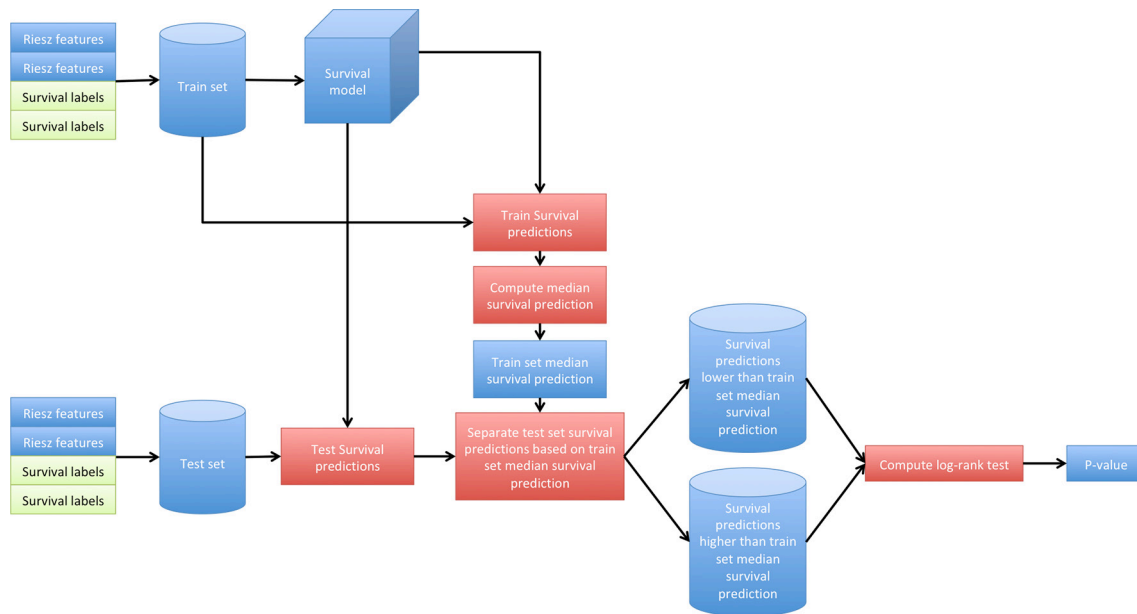 Riesz features
Riesz features
Survival labels
Survival labels
Train set
Survival
model
Train Survival
predictions
Compute median
survival prediction
Train set median
survival prediction
Riesz features
Riesz features
Survival labels
Survival labels
Test set
Test Survival
predictions
Separate test set survival
predictions based on train
set median survival
prediction
Survival
predictions
lower than train
set median
survival
prediction
Survival
predictions
higher than train
set median
survival
prediction
Compute log-rank test
P-value